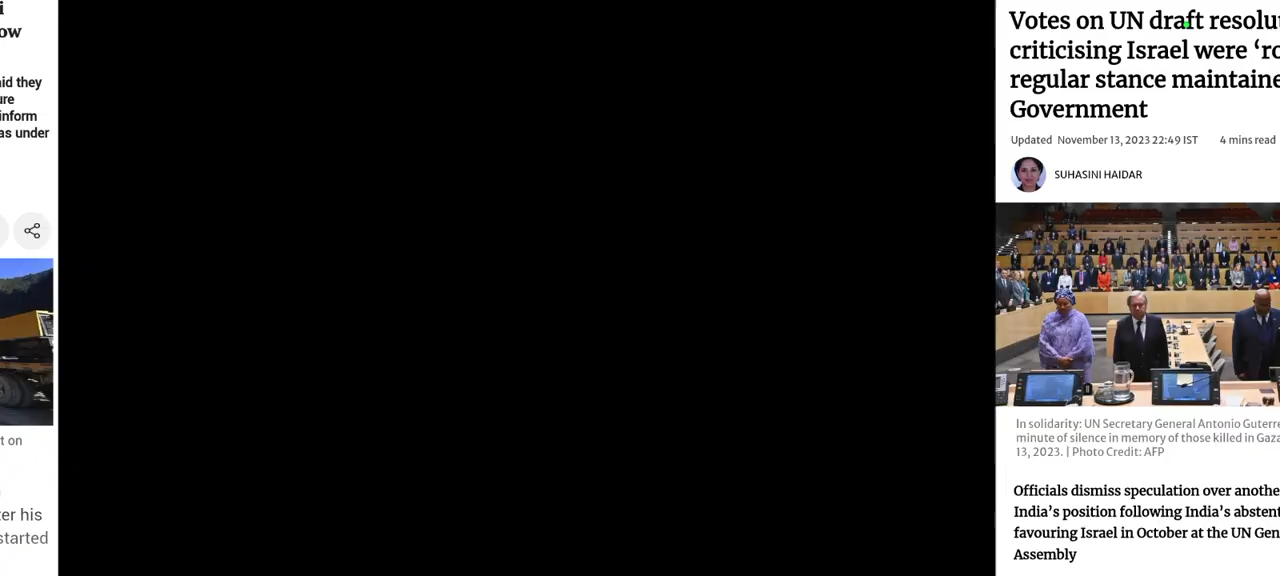 i
ow
aid they
ure
inform
as under
t on
ter his
started
Votes on UN draft resolu
criticising Israel were ‘ro
regular stance maintaine
Government
Updated November 13, 2023 22:49 IST 4 mins read
SUHASINI HAIDAR
In solidarity: UN Secretary General Antonio Guterre
minute of silence in memory of those killed in Gaza
13, 2023. | Photo Credit: AFP
Officials dismiss speculation over anothe
India’s position following India’s abstent
favouring Israel in October at the UN Gen
Assembly